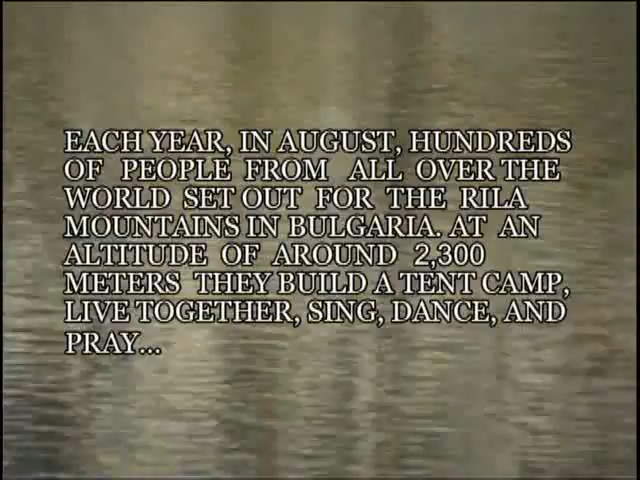 EACH YEAR, IN AUGUST, HUNDREDS
OF PEOPLE FROM ALL OVER THE
WORLD SET OUT FOR THE RILA
MOUNTAINS IN BULGARIA. AT AN
ALTITUDE OF AROUND 2,300
METERS THEY BUILD A TENT CAMP,
LIVE TOGETHER, SING, DANCE, AND
PRAY...